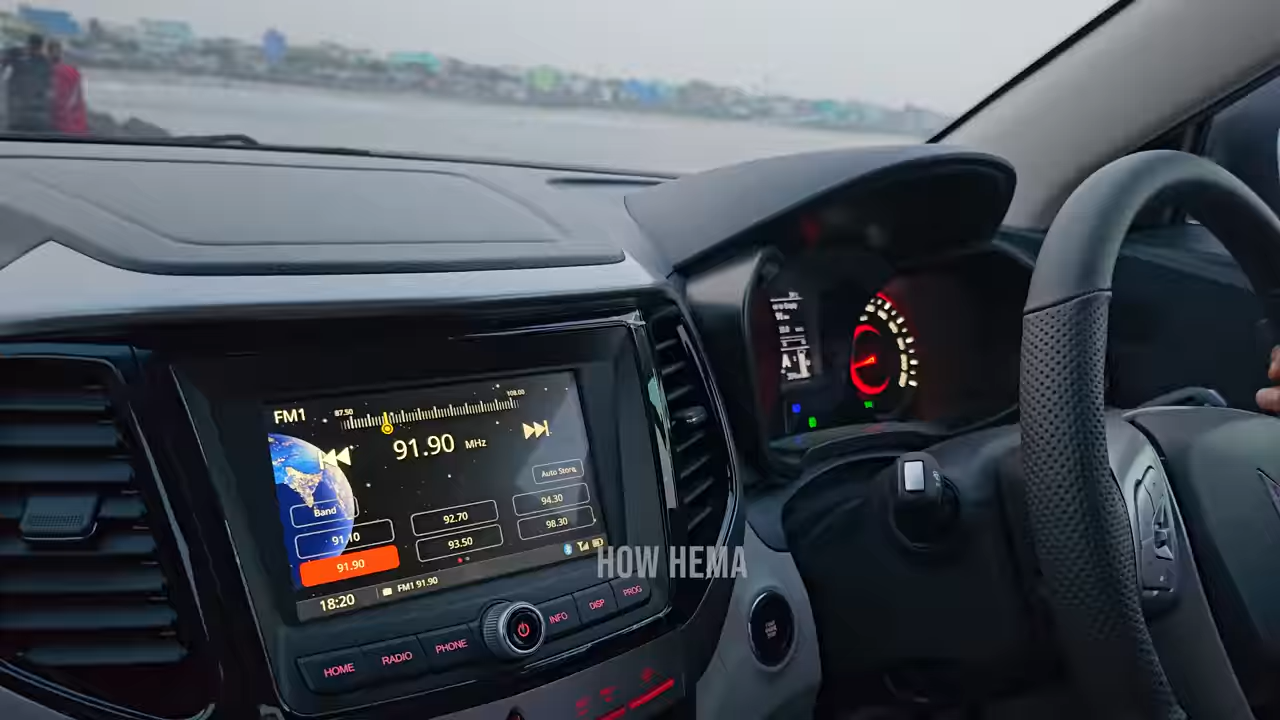 FM1
87.50
108.00
91.90 MHz
Auto Store
Band
92.70
94.30
91.10
93.50
98.30
91.90
18:20
FM1 91.90
HOW HEMA
HOME
RADIO
PHONE
INFO
DISP
PROG